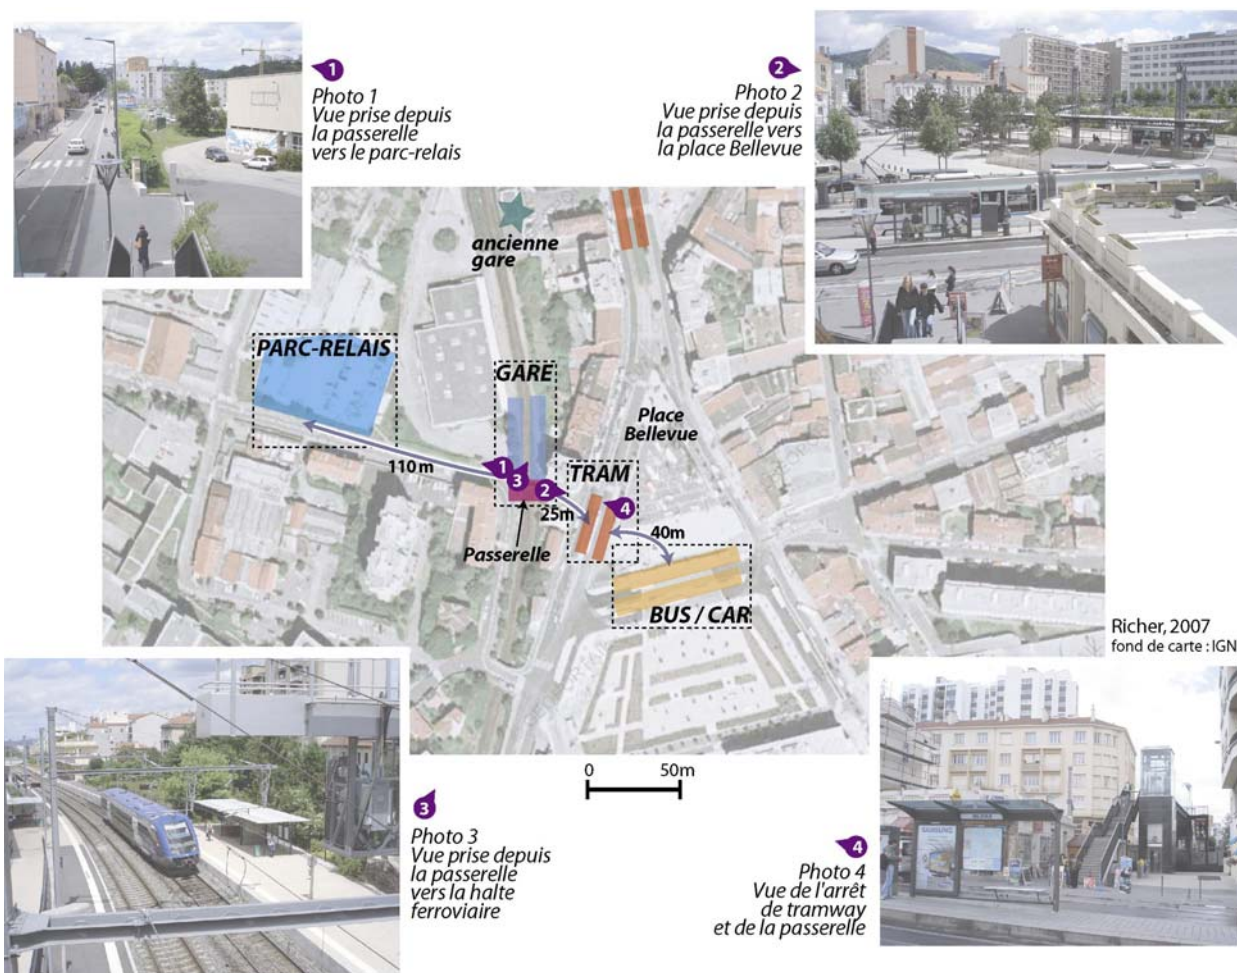 1
Photo 1
Vue prise depuis
la passerelle
vers le parc-relais
2
Photo 2
Vue prise depuis
la passerelle vers
la place Bellevue
ancienne
gare
PARC-RELAIS
GARE
Place
Bellevue
110 m
1
3
2
TRAM
4
25m
40m
Passerelle
BUS / CAR
Richer, 2007
fond de carte : IGN
0 50m
3
Photo 3
Vue prise depuis
la passerelle
vers la halte
ferroviaire
4
Photo 4
Vue de l'arrêt
de tramway
et de la passerelle
SAMSUNG